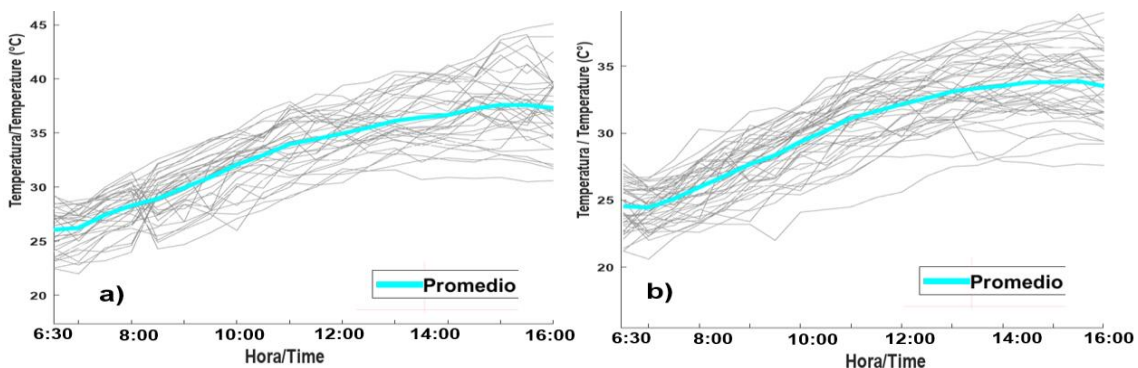 45
40
35
30
25
20
Temperatura/Temperature (°C)
a)
Promedio
6:30 8:00 10:00 12:00 14:00 16:00
Hora/Time
35
30
25
20
Temperatura / Temperature (C°)
b)
Promedio
6:30 8:00 10:00 12:00 14:00 16:00
Hora/Time